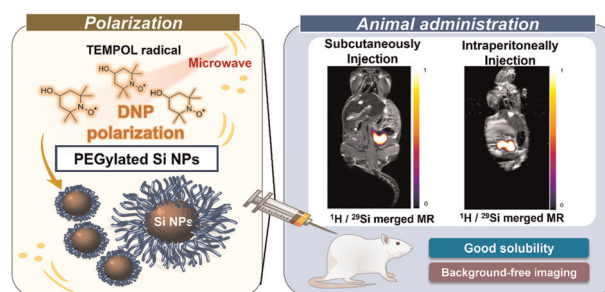 Polarization
TEMPOL radical
Microwave
HO
N-O•
HO
N-O•
HO
N-O•
DNP
polarization
PEGylated Si NPs
Si NPs
Animal administration
Subcutaneously
Injection
Intraperitoneally
Injection
1
0
1
0
¹H / ²⁹Si merged MR
¹H / ²⁹Si merged MR
Good solubility
Background-free imaging